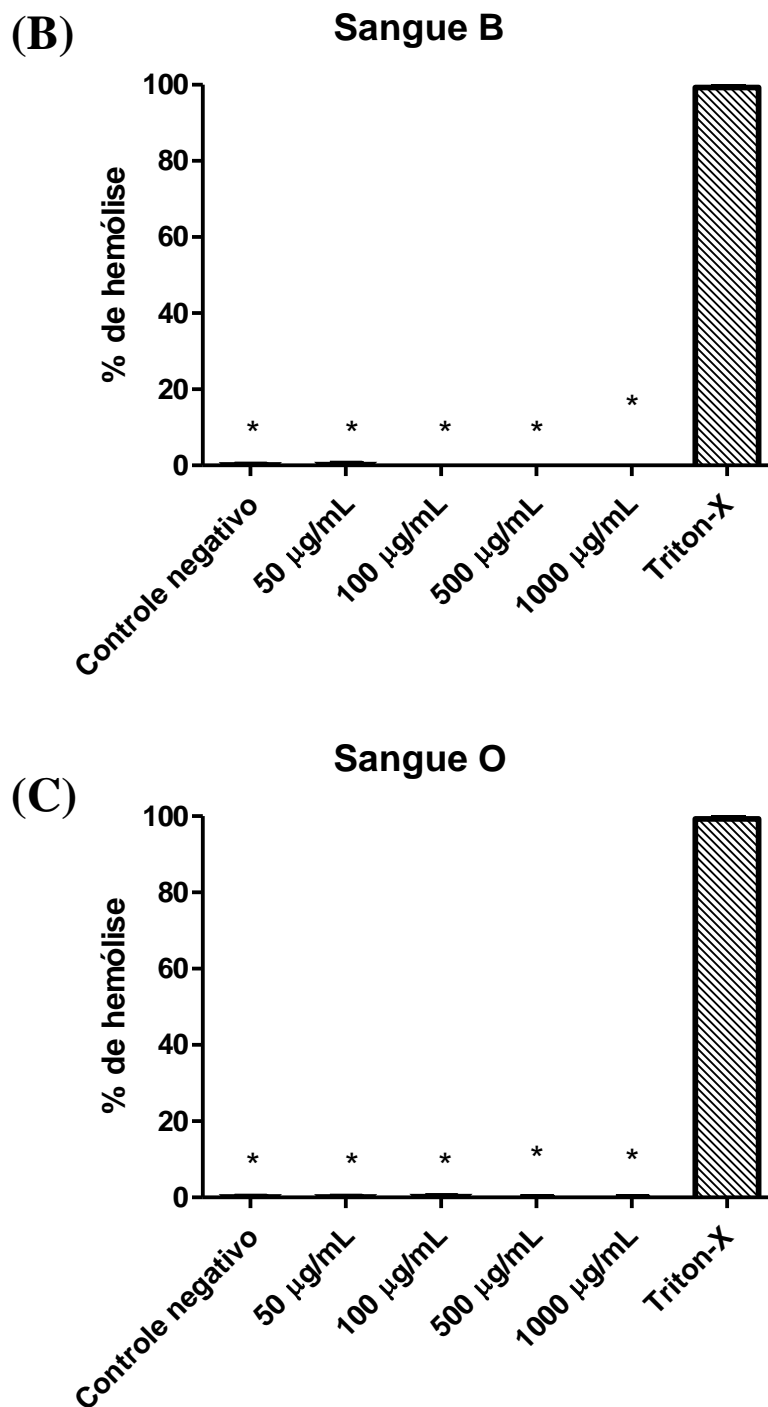 (B)
Sangue B
% de hemólise
100
80
60
40
20
0
* * * * *
Controle negativo
50 µg/mL
100 µg/mL
500 µg/mL
1000 µg/mL
Triton-X
(C)
Sangue O
% de hemólise
100
80
60
40
20
0
* * * * *
Controle negativo
50 µg/mL
100 µg/mL
500 µg/mL
1000 µg/mL
Triton-X